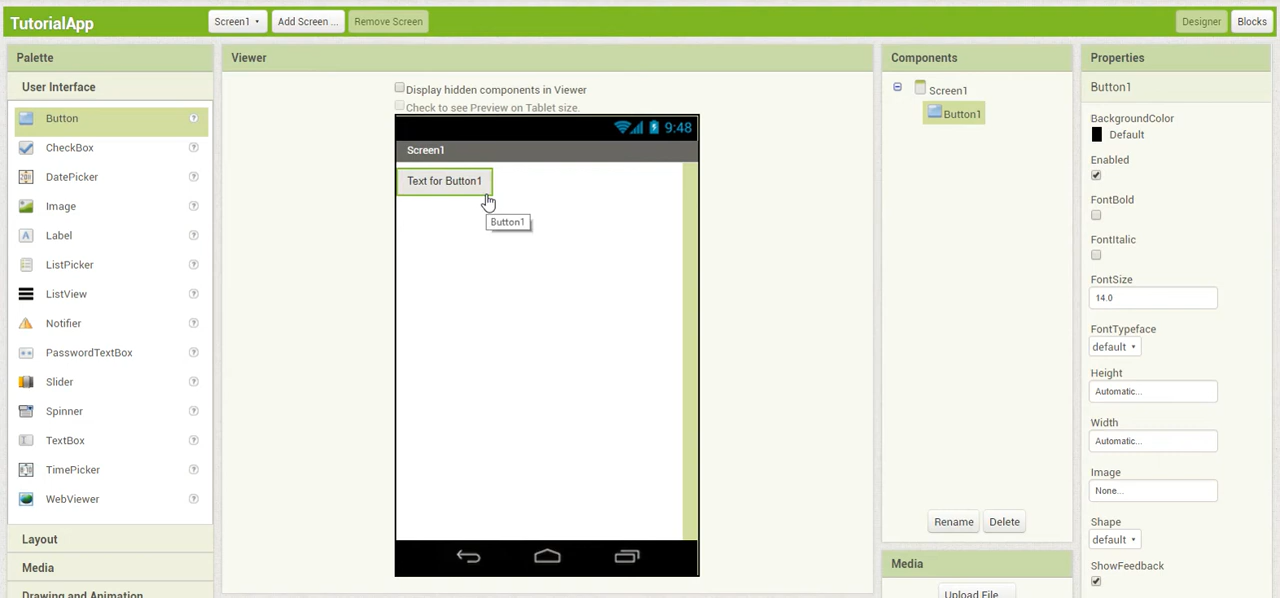 TutorialApp
Screen1
Add Screen ...
Remove Screen
Designer
Blocks
Palette
User Interface
Button
CheckBox
DatePicker
Image
Label
ListPicker
ListView
Notifier
PasswordTextBox
Slider
Spinner
TextBox
TimePicker
WebViewer
Layout
Media
Drawing and Animation
Viewer
Display hidden components in Viewer
Check to see Preview on Tablet size.
9:48
Screen1
Text for Button1
Button1
Components
Screen1
Button1
Rename
Delete
Media
Upload File
Properties
Button1
BackgroundColor
Default
Enabled
FontBold
FontItalic
FontSize
14.0
FontTypeface
default
Height
Automatic...
Width
Automatic...
Image
None...
Shape
default
ShowFeedback